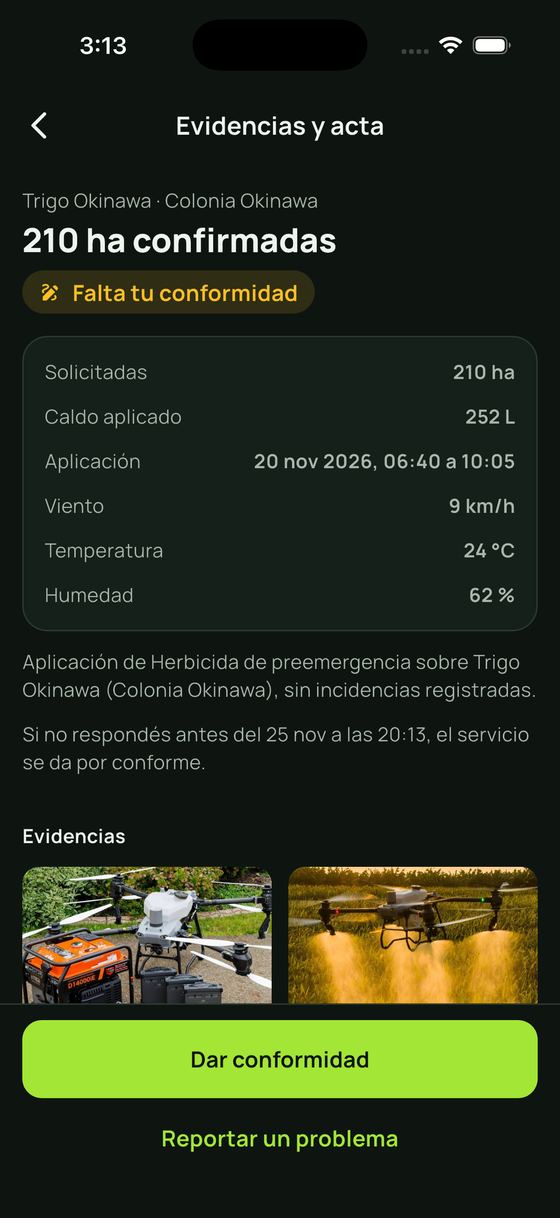 3:13
Evidencias y acta
Trigo Okinawa · Colonia Okinawa
210 ha confirmadas
Falta tu conformidad
Solicitadas 210 ha
Caldo aplicado 252 L
Aplicación 20 nov 2026, 06:40 a 10:05
Viento 9 km/h
Temperatura 24 °C
Humedad 62 %
Aplicación de Herbicida de preemergencia sobre Trigo
Okinawa (Colonia Okinawa), sin incidencias registradas.
Si no respondés antes del 25 nov a las 20:13, el servicio
se da por conforme.
Evidencias
D14000iE
Dar conformidad
Reportar un problema